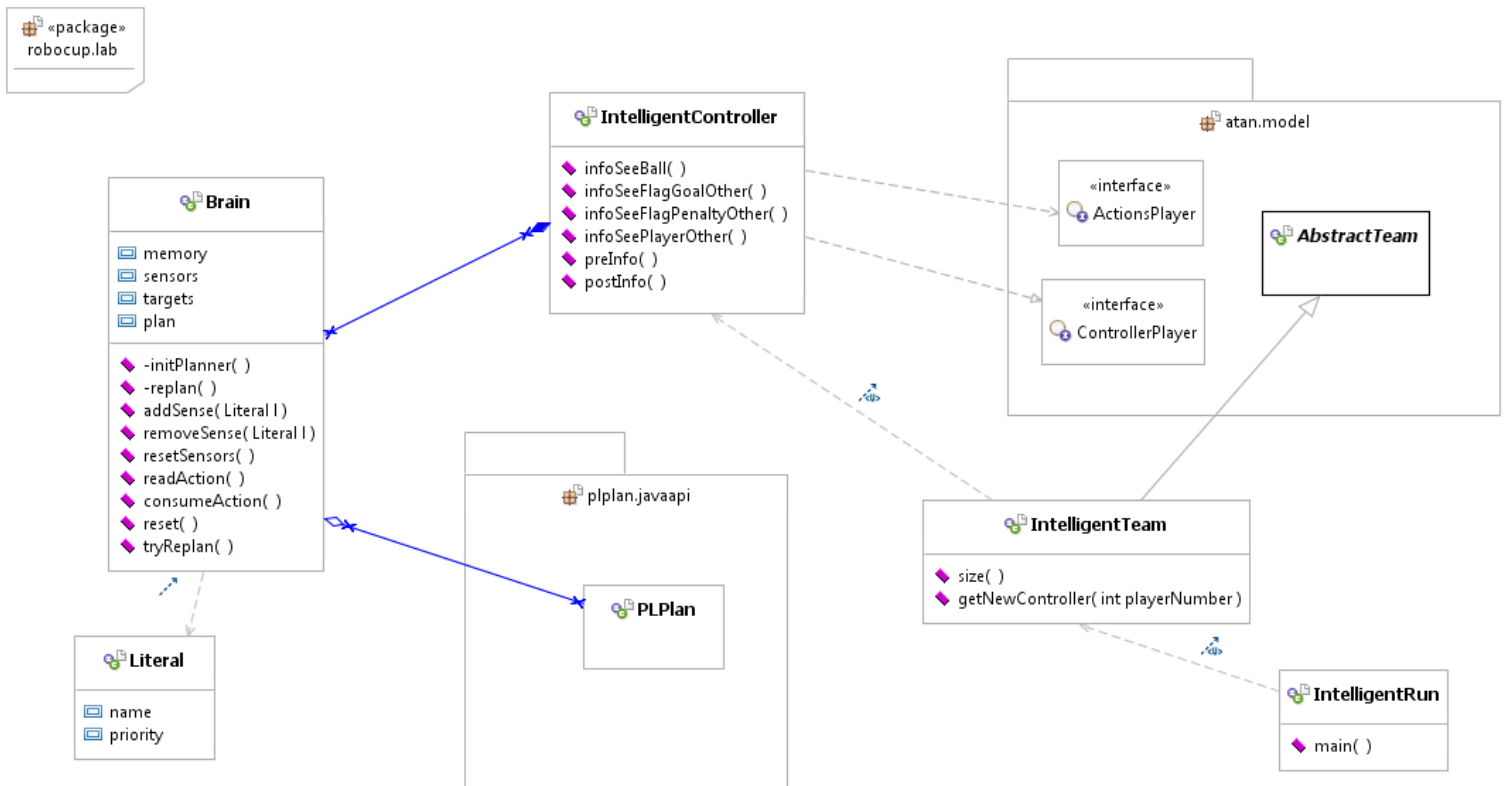 «package»
robocup.lab
Brain
memory
sensors
targets
plan
-initPlanner( )
-replan( )
addSense( Literal l )
removeSense( Literal l )
resetSensors( )
readAction( )
consumeAction( )
reset( )
tryReplan( )
Literal
name
priority
IntelligentController
infoSeeBall( )
infoSeeFlagGoalOther( )
infoSeeFlagPenaltyOther( )
infoSeePlayerOther( )
preInfo( )
postInfo( )
plplan.javaapi
PLPlan
atan.model
«interface»
ActionsPlayer
«interface»
ControllerPlayer
AbstractTeam
<U>
IntelligentTeam
size( )
getNewController( int playerNumber )
<U>
IntelligentRun
main( )